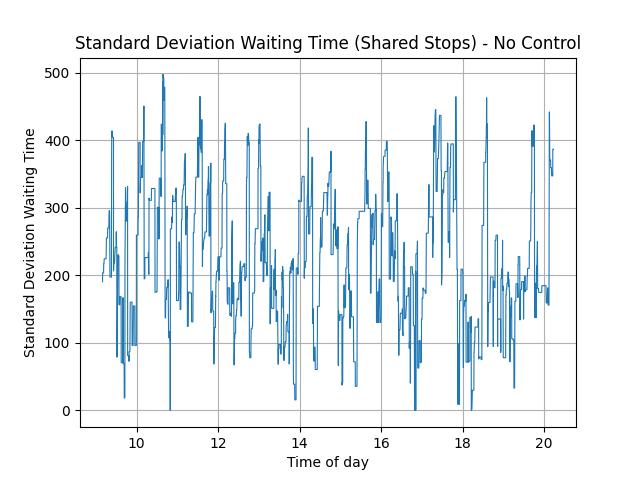 Standard Deviation Waiting Time (Shared Stops) - No Control
500
400
300
200
100
0
Standard Deviation Waiting Time
10 12 14 16 18 20
Time of day